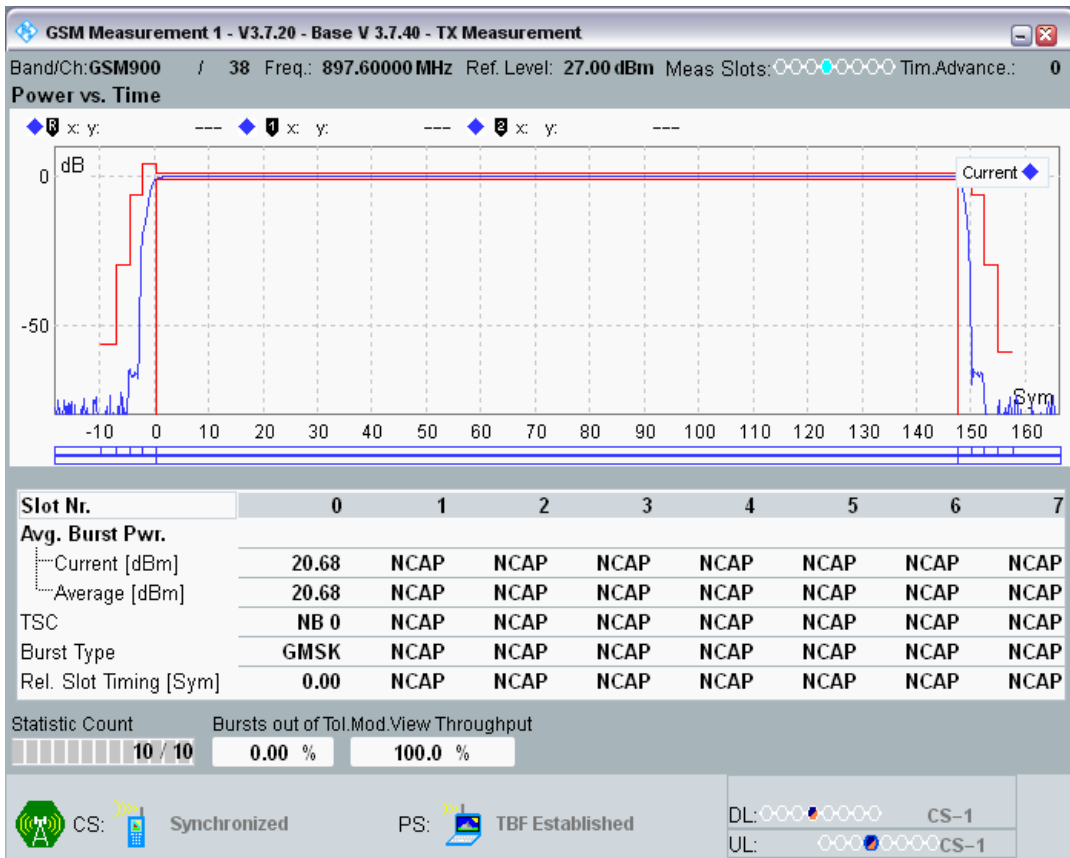 GSM Measurement 1 - V3.7.20 - Base V 3.7.40 - TX Measurement
Band/Ch:GSM900 / 38 Freq.: 897.60000 MHz Ref. Level: 27.00 dBm Meas Slots: Tim.Advance.: 0
Power vs. Time
R x: y: --- 1 x: y: --- 2 x: y: ---
dB
Current
0
-50
Sym
-10 0 10 20 30 40 50 60 70 80 90 100 110 120 130 140 150 160
Slot Nr. 0 1 2 3 4 5 6 7
Avg. Burst Pwr.
Current [dBm] 20.68 NCAP NCAP NCAP NCAP NCAP NCAP NCAP
Average [dBm] 20.68 NCAP NCAP NCAP NCAP NCAP NCAP NCAP
TSC NB 0 NCAP NCAP NCAP NCAP NCAP NCAP NCAP
Burst Type GMSK NCAP NCAP NCAP NCAP NCAP NCAP NCAP
Rel. Slot Timing [Sym] 0.00 NCAP NCAP NCAP NCAP NCAP NCAP NCAP
Statistic Count Bursts out of Tol.Mod.View Throughput
10 / 10 0.00 % 100.0 %
CS: Synchronized PS: TBF Established
DL: CS-1
UL: CS-1